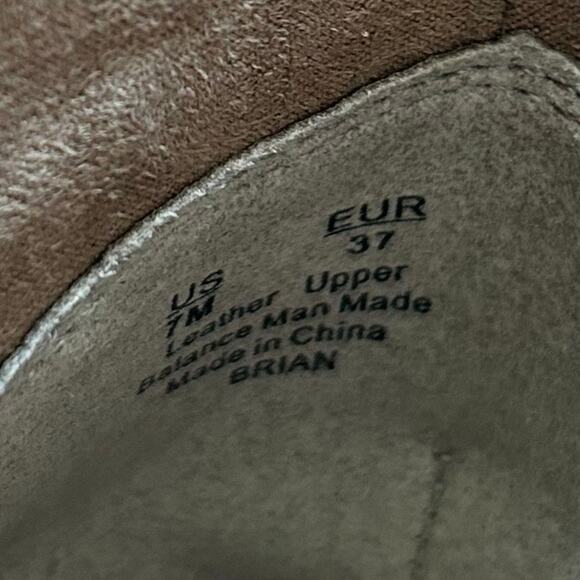 US EUR
7M 37
Leather Upper
Balance Man Made
Made in China
BRIAN